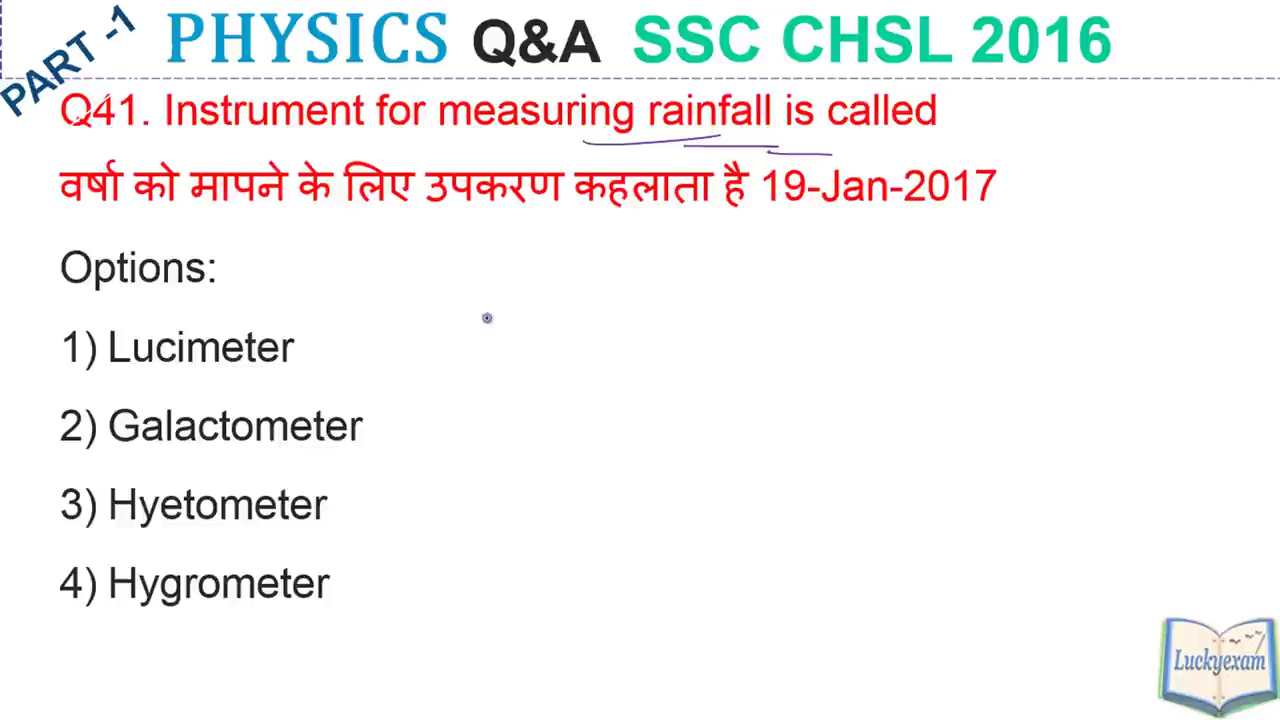 PART -1
PHYSICS Q&A SSC CHSL 2016
Q41. Instrument for measuring rainfall is called
वर्षा को मापने के लिए उपकरण कहलाता है 19-Jan-2017
Options:
1) Lucimeter
2) Galactometer
3) Hyetometer
4) Hygrometer
Luckyexam